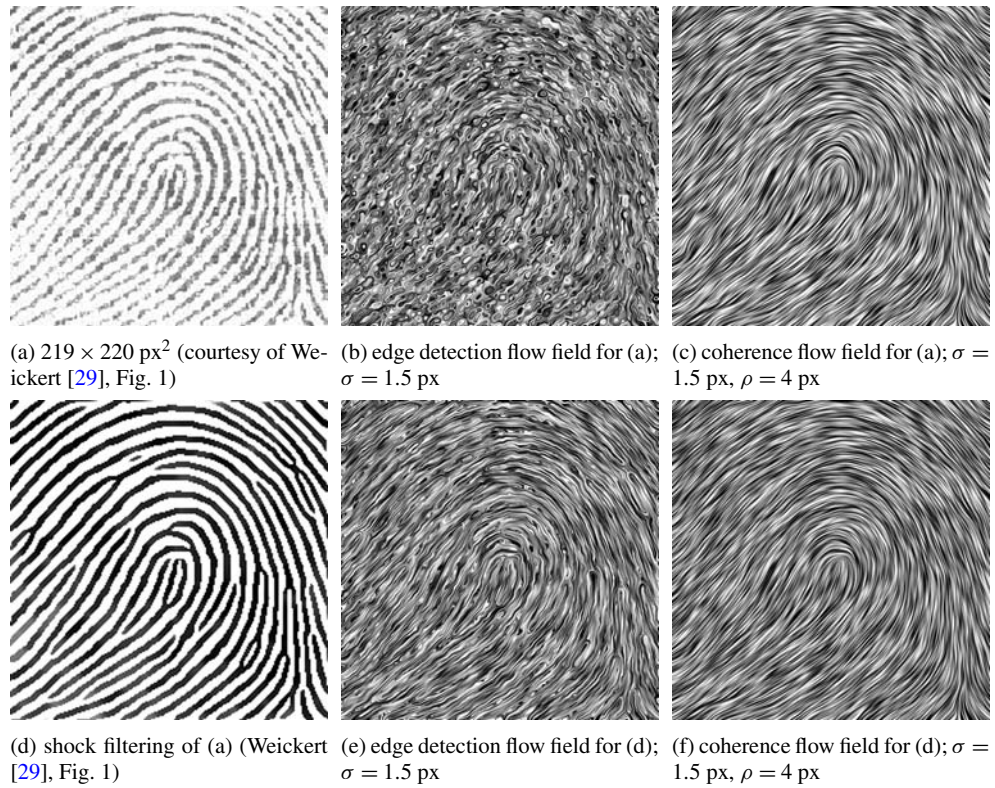 (a) 219 × 220 px² (courtesy of We-
ickert [29], Fig. 1)
(b) edge detection flow field for (a);
σ = 1.5 px
(c) coherence flow field for (a); σ =
1.5 px, ρ = 4 px
(d) shock filtering of (a) (Weickert
[29], Fig. 1)
(e) edge detection flow field for (d);
σ = 1.5 px
(f) coherence flow field for (d); σ =
1.5 px, ρ = 4 px